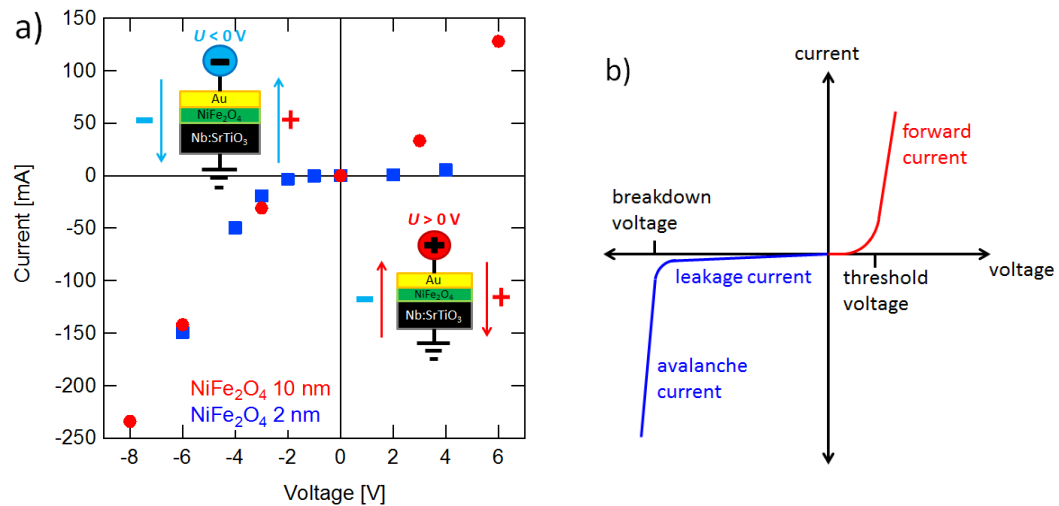 a)
150
100
50
0
-50
-100
-150
-200
-250
Current [mA]
-8
-6
-4
-2
0
2
4
6
Voltage [V]
U < 0 V
−
Au
NiFe₂O₄
Nb:SrTiO₃
−
+
U > 0 V
+
Au
NiFe₂O₄
Nb:SrTiO₃
−
+
NiFe₂O₄ 10 nm
NiFe₂O₄ 2 nm
b)
current
forward
current
breakdown
voltage
leakage current
threshold
voltage
voltage
avalanche
current